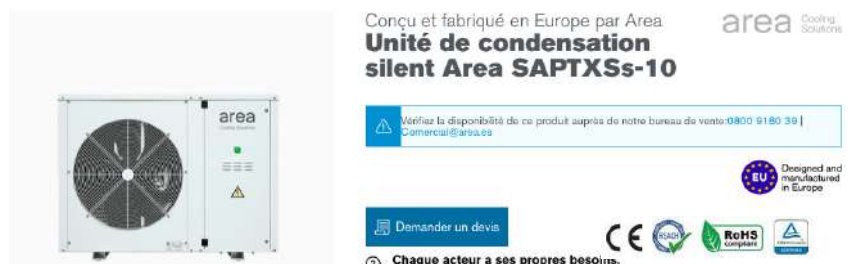 Conçu et fabriqué en Europe par Area
area Cooling Solutions
Unité de condensation
silent Area SAPTXSs-10
area
Cooling Solutions
Vérifiez la disponibilité de ce produit auprès de notre bureau de vente:0800 9180 39 |
Comercial@area.es
EU
Designed and
manufactured
in Europe
Demander un devis
CE
REACH
RoHS
compliant
Chaque acteur a ses propres besoins.